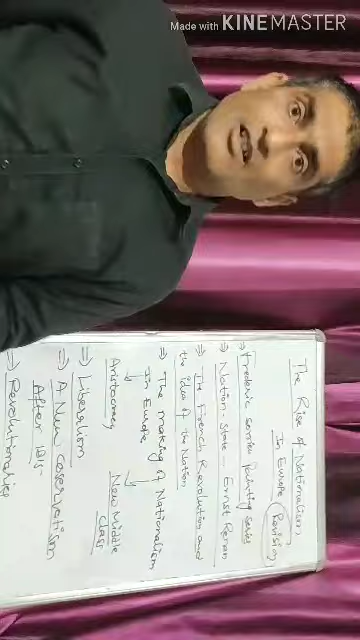 Made with KINEMASTER
The Rise of Nationalism
In Europe (Revision)
⇒ Frederic sorrieu painting series
⇒ Nation-State - Ernst Renan
⇒ The French Revolution and
the idea of the Nation
⇒ The making of Nationalism
In Europe
Aristocracy New middle
class
⇒ Liberalism
⇒ A New Conservatism
After 1815
⇒ Revolutionaries